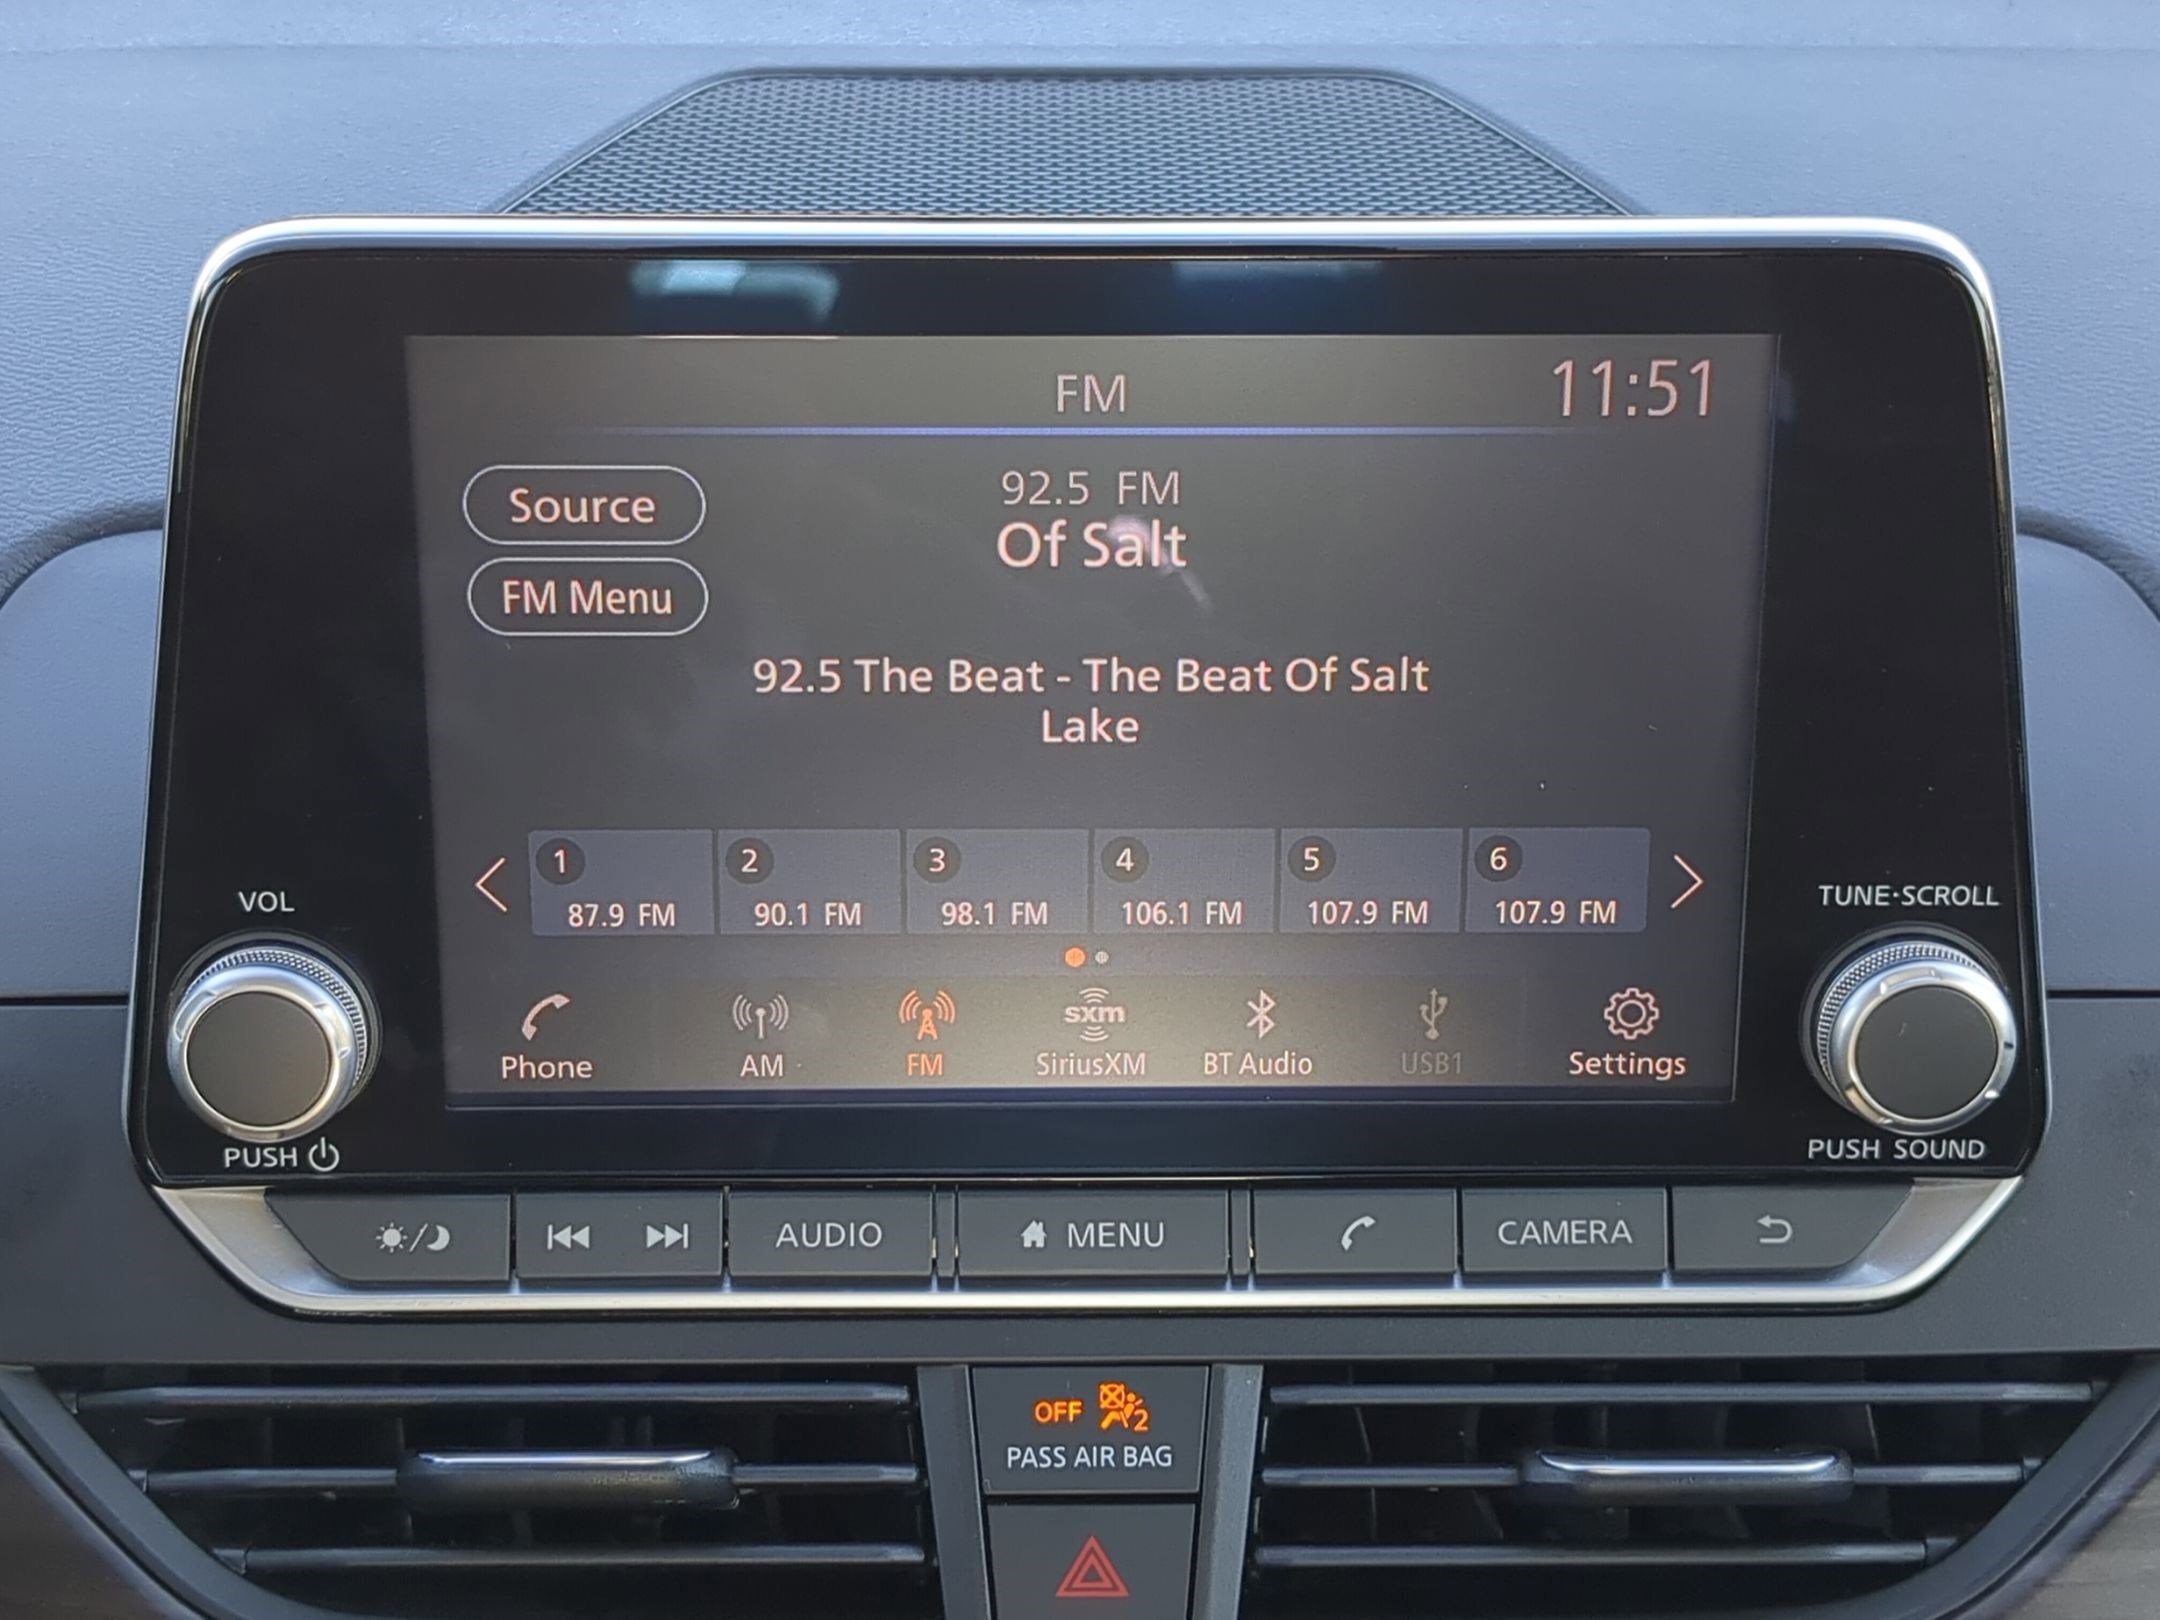 FM
11:51
Source
92.5 FM
Of Salt
FM Menu
92.5 The Beat - The Beat Of Salt
Lake
1 2 3 4 5 6
87.9 FM 90.1 FM 98.1 FM 106.1 FM 107.9 FM 107.9 FM
VOL
TUNE·SCROLL
sxm
Phone AM FM SiriusXM BT Audio USB1 Settings
PUSH
PUSH SOUND
AUDIO MENU CAMERA
OFF 2
PASS AIR BAG